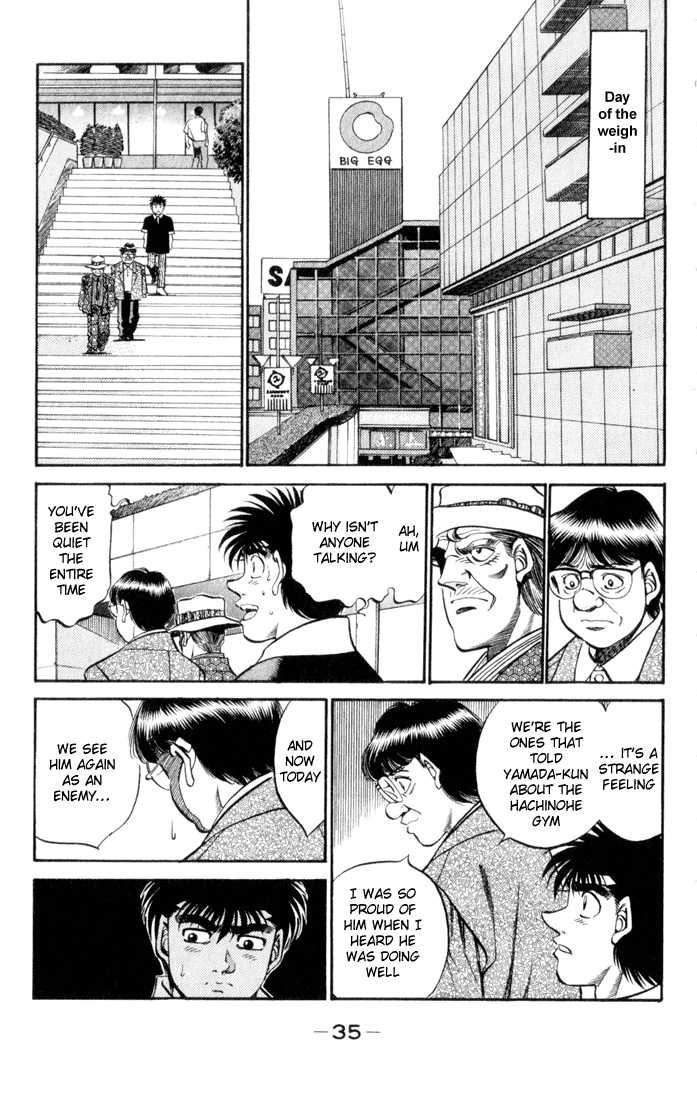 Day
of the
weigh
-in
BIG EGG
SA
AH,
UM
WHY ISN'T
ANYONE
TALKING?
YOU'VE
BEEN
QUIET
THE
ENTIRE
TIME
... IT'S A
STRANGE
FEELING
WE'RE THE
ONES THAT
TOLD
YAMADA-KUN
ABOUT THE
HACHINOHE
GYM
I WAS SO
PROUD OF
HIM WHEN I
HEARD HE
WAS DOING
WELL
AND
NOW
TODAY
WE SEE
HIM AGAIN
AS AN
ENEMY...
— 35 —